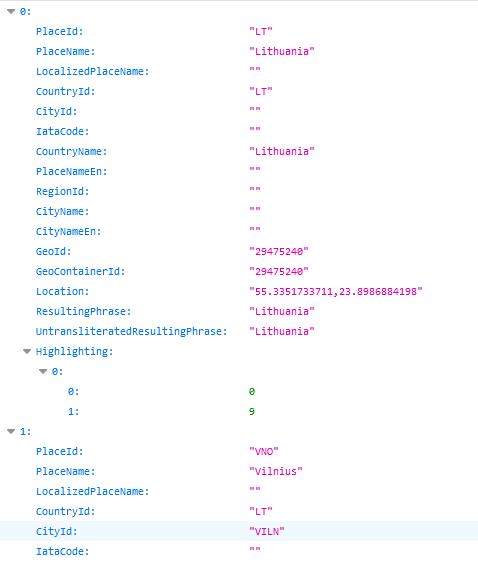 0:
PlaceId: "LT"
PlaceName: "Lithuania"
LocalizedPlaceName: ""
CountryId: "LT"
CityId: ""
IataCode: ""
CountryName: "Lithuania"
PlaceNameEn: ""
RegionId: ""
CityName: ""
CityNameEn: ""
GeoId: "29475240"
GeoContainerId: "29475240"
Location: "55.3351733711,23.8986884198"
ResultingPhrase: "Lithuania"
UntransliteratedResultingPhrase: "Lithuania"
Highlighting:
0:
0: 0
1: 9
1:
PlaceId: "VNO"
PlaceName: "Vilnius"
LocalizedPlaceName: ""
CountryId: "LT"
CityId: "VILN"
IataCode: ""